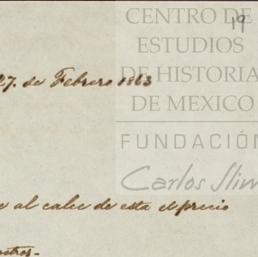 CENTRO DE
ESTUDIOS
DE HISTORIA
DE MEXICO
FUNDACIÓN
Carlos Slim
19
27. de Febrero 1863
al calce de esta el precio